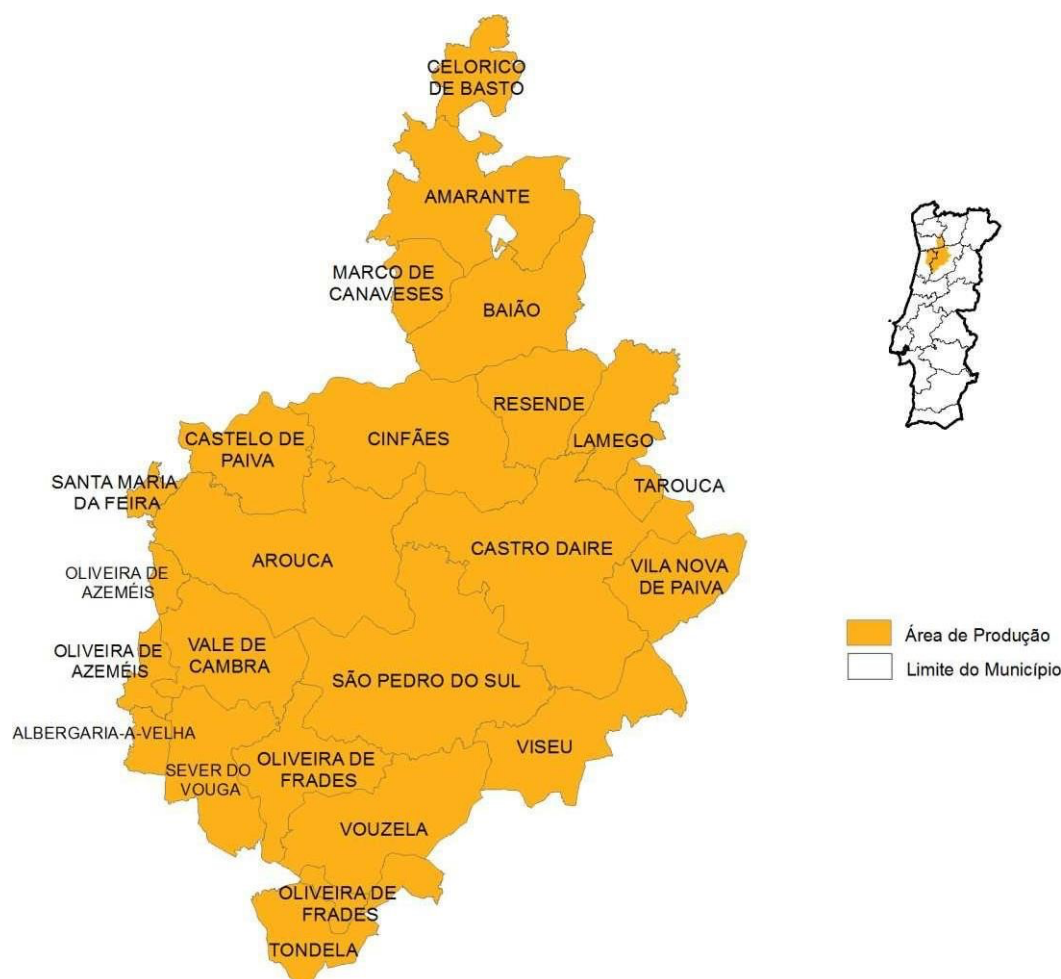 CELORICO
DE BASTO
AMARANTE
MARCO DE
CANAVESES
BAIÃO
RESENDE
CASTELO DE
PAIVA
CINFÃES
LAMEGO
SANTA MARIA
DA FEIRA
TAROUCA
AROUCA
CASTRO DAIRE
VILA NOVA
DE PAIVA
OLIVEIRA DE
AZEMÉIS
OLIVEIRA DE
AZEMÉIS
VALE DE
CAMBRA
SÃO PEDRO DO SUL
Área de Produção
Limite do Município
ALBERGARIA-A-VELHA
VISEU
SEVER DO
VOUGA
OLIVEIRA DE
FRADES
VOUZELA
OLIVEIRA DE
FRADES
TONDELA